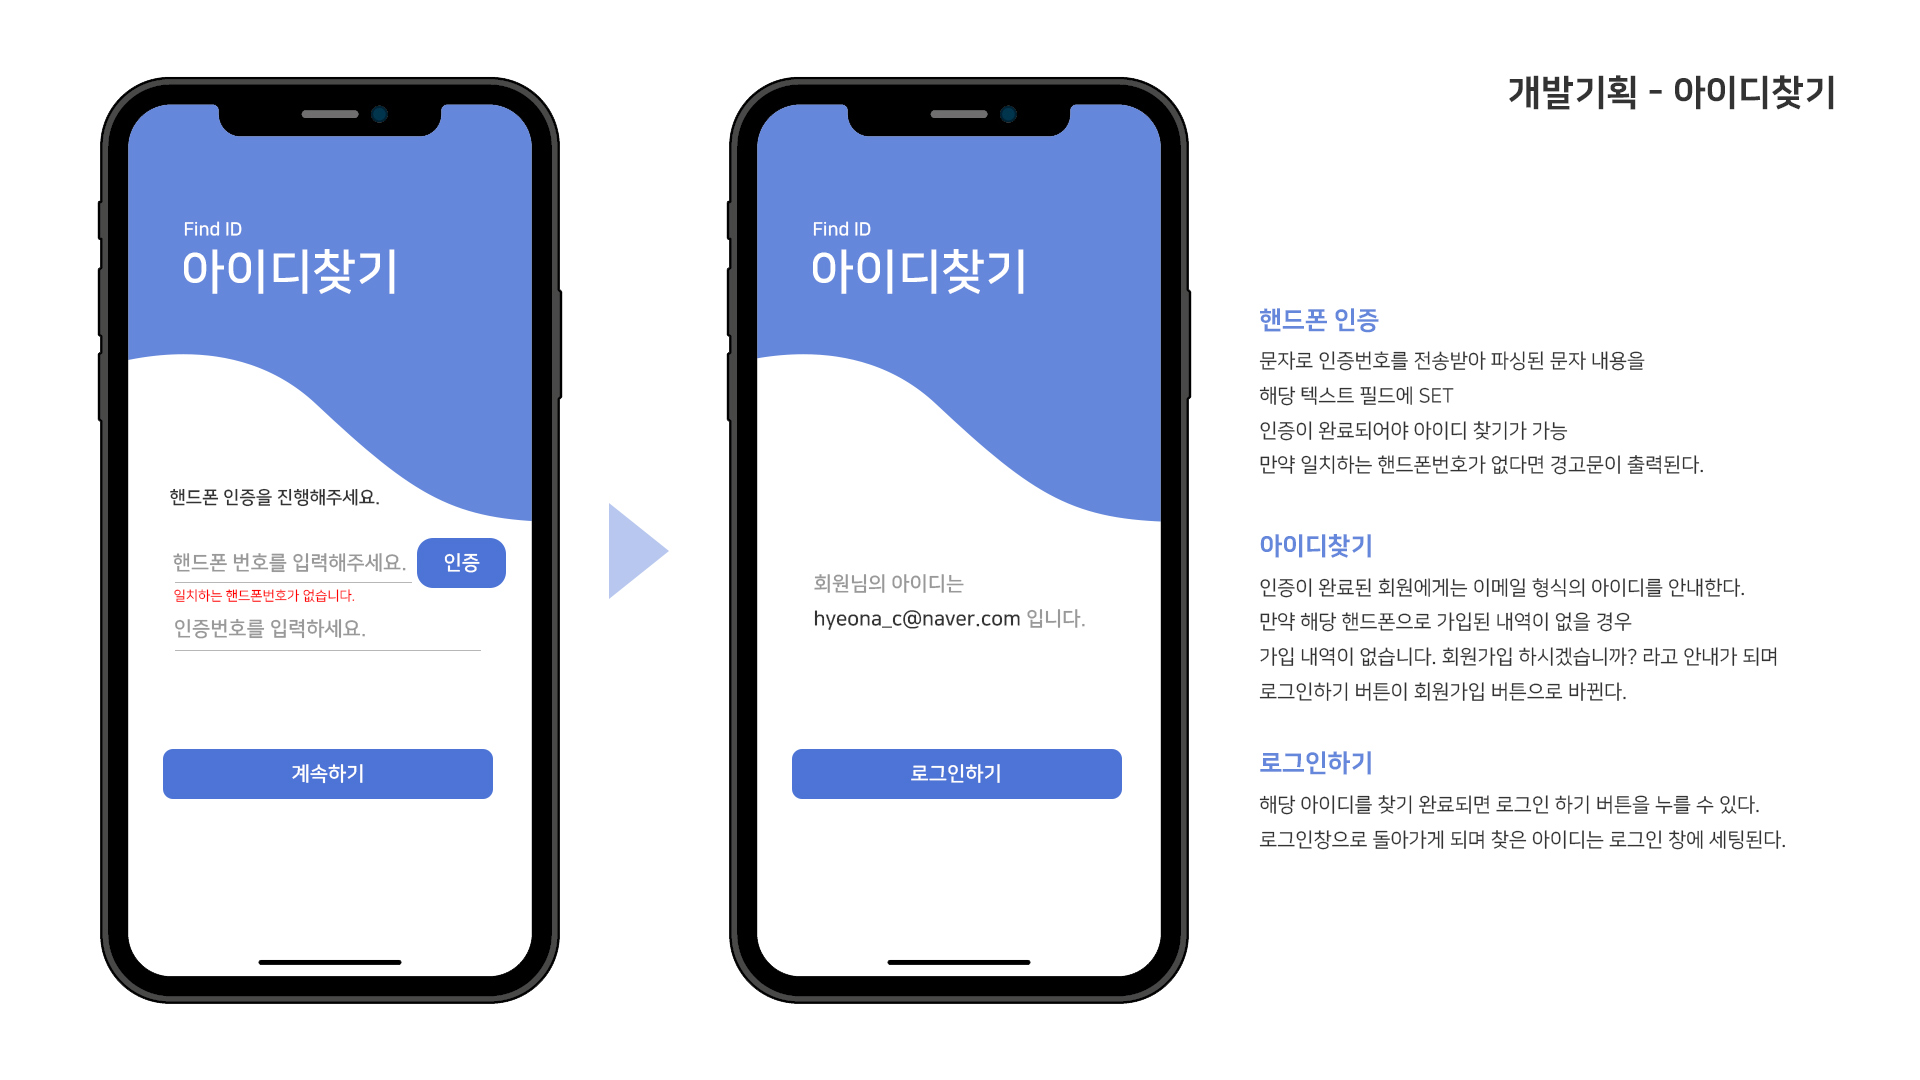 개발기획 - 아이디찾기
Find ID
아이디찾기
핸드폰 인증을 진행해주세요.
핸드폰 번호를 입력해주세요.
인증
일치하는 핸드폰번호가 없습니다.
인증번호를 입력하세요.
계속하기
Find ID
아이디찾기
회원님의 아이디는
hyeona_c@naver.com 입니다.
로그인하기
핸드폰 인증
문자로 인증번호를 전송받아 파싱된 문자 내용을
해당 텍스트 필드에 SET
인증이 완료되어야 아이디 찾기가 가능
만약 일치하는 핸드폰번호가 없다면 경고문이 출력된다.
아이디찾기
인증이 완료된 회원에게는 이메일 형식의 아이디를 안내한다.
만약 해당 핸드폰으로 가입된 내역이 없을 경우
가입 내역이 없습니다. 회원가입 하시겠습니까? 라고 안내가 되며
로그인하기 버튼이 회원가입 버튼으로 바뀐다.
로그인하기
해당 아이디를 찾기 완료되면 로그인 하기 버튼을 누를 수 있다.
로그인창으로 돌아가게 되며 찾은 아이디는 로그인 창에 세팅된다.